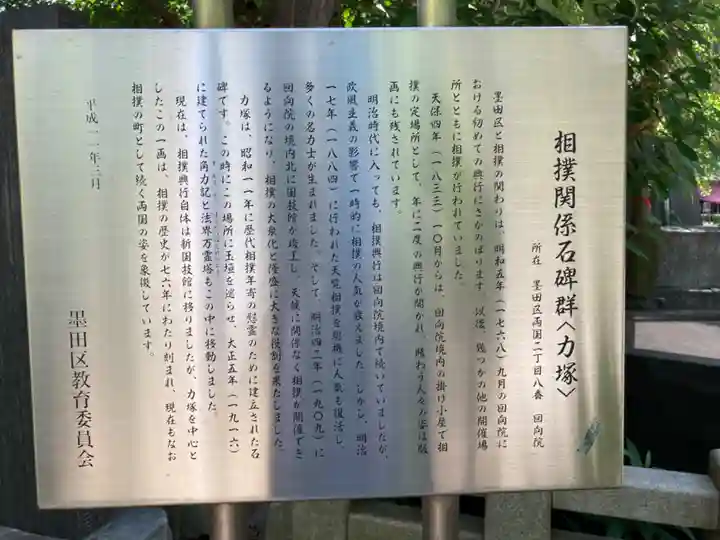 相撲関係石碑群〈力塚〉
所在 墨田区両国二丁目八番 回向院
墨田区と相撲の関わりは、明和五年(一七六八)九月の回向院に
おける初めての興行にさかのぼります。以後、幾つかの他の開催場
所とともに相撲が行われていました。
天保四年(一八三三)一〇月からは、回向院境内の掛け小屋で相
撲の定場所として、年に二度の興行が開かれ、賑わう人々の姿は版
画にも残されています。
明治時代に入っても、相撲興行は回向院境内で続いていましたが、
欧風主義の影響で一時的に相撲の人気が衰えました。しかし、明治
一七年(一八八四)に行われた天覧相撲を契機に人気も復活し、
多くの名力士が生まれました。そして、明治四二年(一九〇九)に
回向院の境内北に国技館が竣工し、天候に関係なく相撲が開催でき
るようになり、相撲の大衆化と隆盛に大きな役割を果たしました。
力塚は、昭和一一年に歴代相撲年寄の慰霊のために建立された石
碑です。この時にこの場所に玉垣を巡らせ、大正五年(一九一六)
に建てられた角力記と法界万霊塔もこの中に移動しました。
現在は、相撲興行自体は新国技館に移りましたが、力塚を中心と
したこの一画は、相撲の歴史が七六年にわたり刻まれ、現在もなお
相撲の町として続く両国の姿を象徴しています。
平成一一年三月
墨田区教育委員会